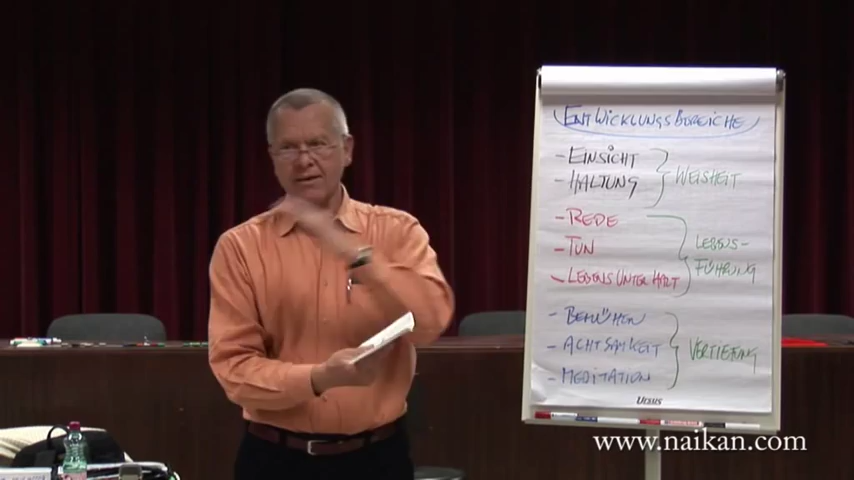 ENTWICKLUNGSBEREICHE
- EINSICHT
- HALTUNG
WEISHEIT
- REDE
- TUN
- LEBENSUNTERHALT
LEBENS-
FÜHRUNG
- BEMÜHEN
- ACHTSAMKEIT
- MEDITATION
VERTIEFUNG
URSUS
www.naikan.com